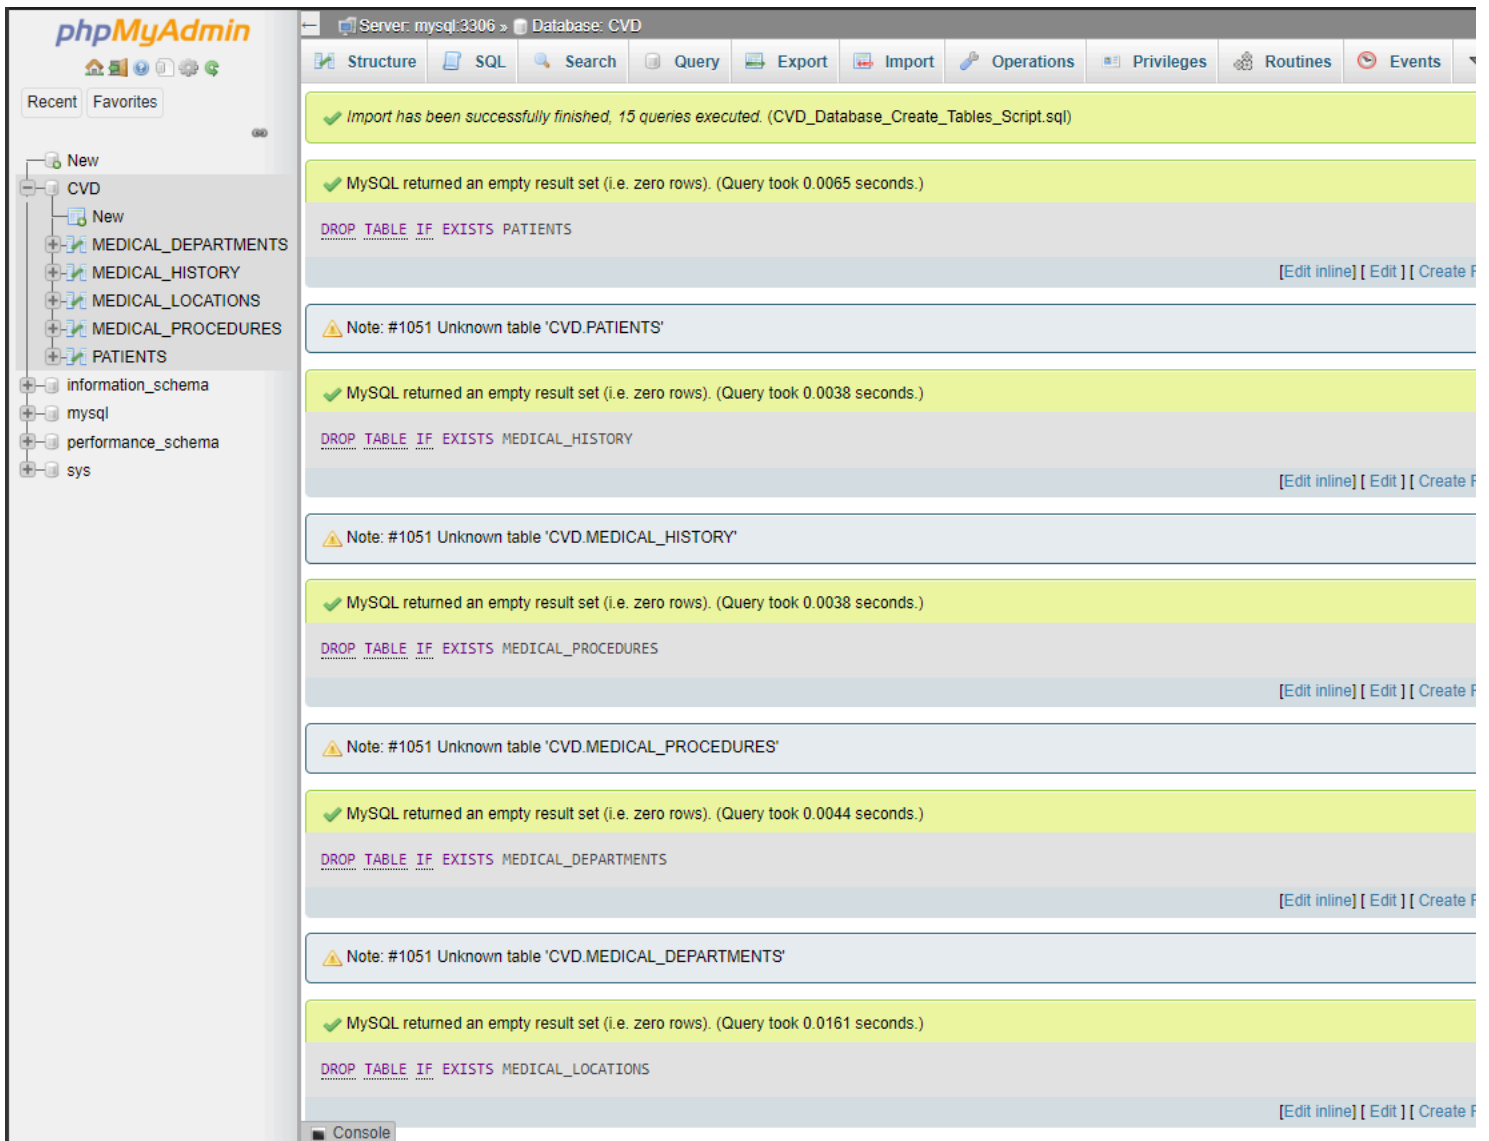 phpMyAdmin
Recent Favorites
New
CVD
New
MEDICAL_DEPARTMENTS
MEDICAL_HISTORY
MEDICAL_LOCATIONS
MEDICAL_PROCEDURES
PATIENTS
information_schema
mysql
performance_schema
sys
← Server: mysql:3306 » Database: CVD
Structure SQL Search Query Export Import Operations Privileges Routines Events
Import has been successfully finished, 15 queries executed. (CVD_Database_Create_Tables_Script.sql)
MySQL returned an empty result set (i.e. zero rows). (Query took 0.0065 seconds.)
DROP TABLE IF EXISTS PATIENTS
[Edit inline] [ Edit ] [ Create
Note: #1051 Unknown table 'CVD.PATIENTS'
MySQL returned an empty result set (i.e. zero rows). (Query took 0.0038 seconds.)
DROP TABLE IF EXISTS MEDICAL_HISTORY
[Edit inline] [ Edit ] [ Create
Note: #1051 Unknown table 'CVD.MEDICAL_HISTORY'
MySQL returned an empty result set (i.e. zero rows). (Query took 0.0038 seconds.)
DROP TABLE IF EXISTS MEDICAL_PROCEDURES
[Edit inline] [ Edit ] [ Create
Note: #1051 Unknown table 'CVD.MEDICAL_PROCEDURES'
MySQL returned an empty result set (i.e. zero rows). (Query took 0.0044 seconds.)
DROP TABLE IF EXISTS MEDICAL_DEPARTMENTS
[Edit inline] [ Edit ] [ Create
Note: #1051 Unknown table 'CVD.MEDICAL_DEPARTMENTS'
MySQL returned an empty result set (i.e. zero rows). (Query took 0.0161 seconds.)
DROP TABLE IF EXISTS MEDICAL_LOCATIONS
[Edit inline] [ Edit ] [ Create
Console